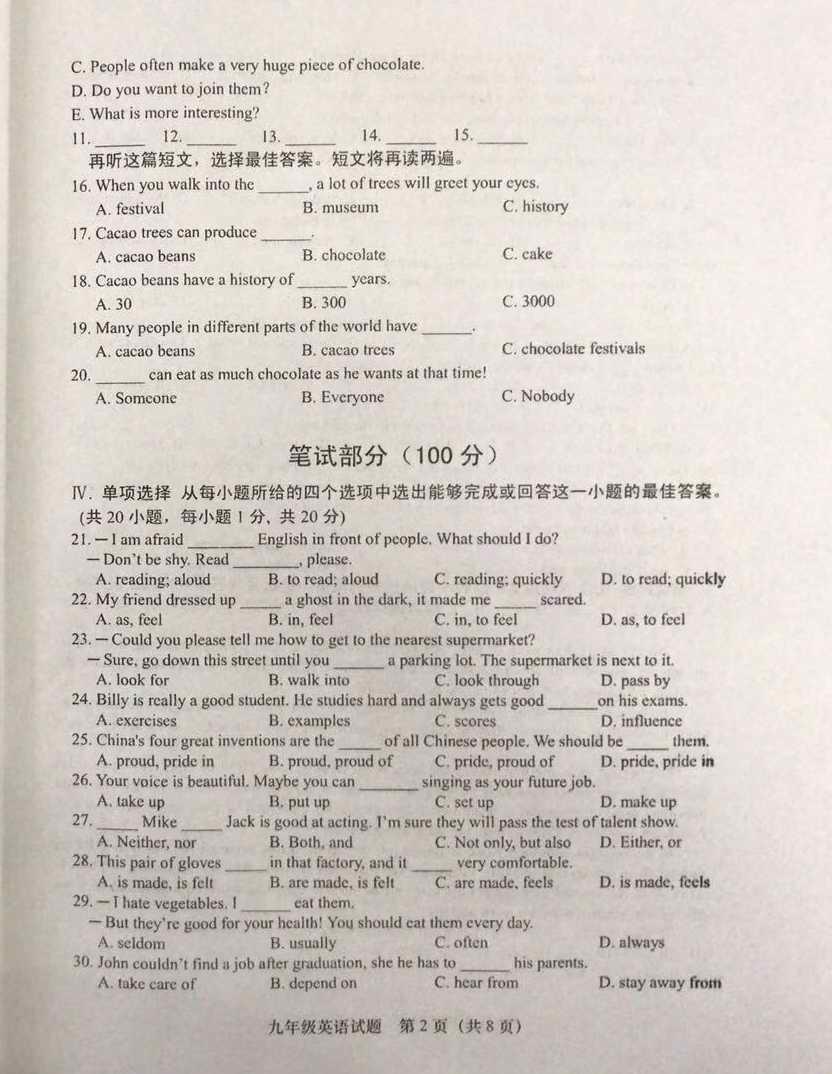 C. People often make a very huge piece of chocolate.
D. Do you want to join them?
E. What is more interesting?
11. ______ 12. ______ 13. ______ 14. ______ 15. ______
再听这篇短文，选择最佳答案。短文将再读两遍。
16. When you walk into the ______, a lot of trees will greet your eyes.
A. festival B. museum C. history
17. Cacao trees can produce ______.
A. cacao beans B. chocolate C. cake
18. Cacao beans have a history of ______ years.
A. 30 B. 300 C. 3000
19. Many people in different parts of the world have ______.
A. cacao beans B. cacao trees C. chocolate festivals
20. ______ can eat as much chocolate as he wants at that time!
A. Someone B. Everyone C. Nobody
笔试部分（100 分）
Ⅳ. 单项选择 从每小题所给的四个选项中选出能够完成或回答这一小题的最佳答案。
(共 20 小题，每小题 1 分, 共 20 分)
21. — I am afraid ________ English in front of people. What should I do?
— Don't be shy. Read ________, please.
A. reading; aloud B. to read; aloud C. reading; quickly D. to read; quickly
22. My friend dressed up _____ a ghost in the dark, it made me _____ scared.
A. as, feel B. in, feel C. in, to feel D. as, to feel
23. — Could you please tell me how to get to the nearest supermarket?
— Sure, go down this street until you ______ a parking lot. The supermarket is next to it.
A. look for B. walk into C. look through D. pass by
24. Billy is really a good student. He studies hard and always gets good ______on his exams.
A. exercises B. examples C. scores D. influence
25. China's four great inventions are the _____ of all Chinese people. We should be _____ them.
A. proud, pride in B. proud, proud of C. pride, proud of D. pride, pride in
26. Your voice is beautiful. Maybe you can _______ singing as your future job.
A. take up B. put up C. set up D. make up
27. _____ Mike _____ Jack is good at acting. I'm sure they will pass the test of talent show.
A. Neither, nor B. Both, and C. Not only, but also D. Either, or
28. This pair of gloves _____ in that factory, and it _____ very comfortable.
A. is made, is felt B. are made, is felt C. are made, feels D. is made, feels
29. — I hate vegetables. I ______ eat them.
— But they're good for your health! You should eat them every day.
A. seldom B. usually C. often D. always
30. John couldn't find a job after graduation, she he has to ______ his parents.
A. take care of B. depend on C. hear from D. stay away from
九年级英语试题 第 2 页（共 8 页）